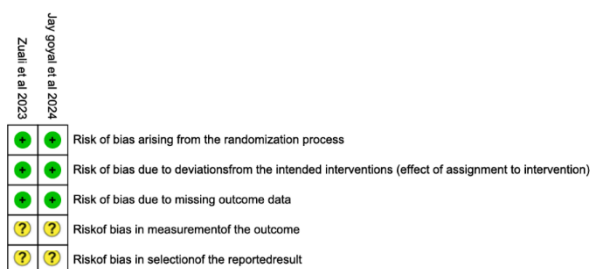 Zuali et al 2023
Jay goyal et al 2024
+ + Risk of bias arising from the randomization process
+ + Risk of bias due to deviationsfrom the intended interventions (effect of assignment to intervention)
+ + Risk of bias due to missing outcome data
? ? Riskof bias in measurementof the outcome
? ? Riskof bias in selectionof the reportedresult